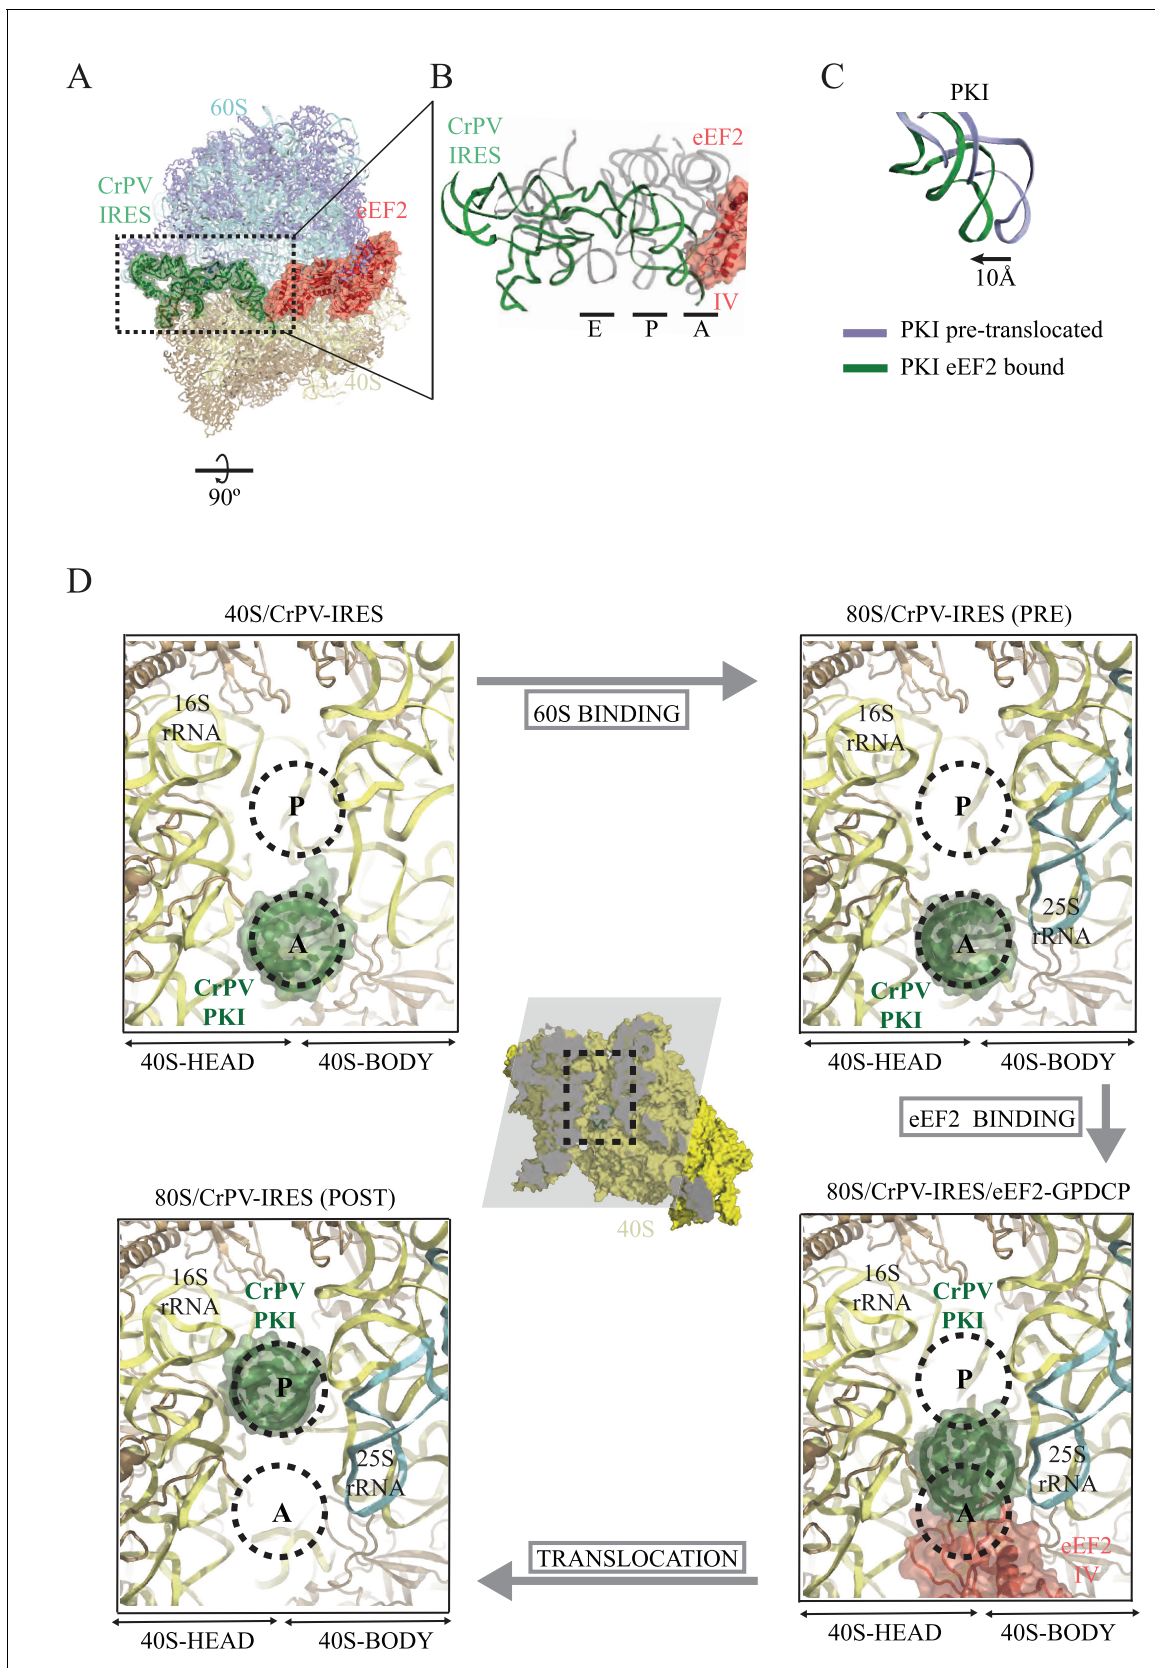 A
60S
CrPV
IRES
eEF2
40S
90º
B
CrPV
IRES
eEF2
IV
E P A
C
PKI
10Å
PKI pre-translocated
PKI eEF2 bound
D
40S/CrPV-IRES
16S
rRNA
P
A
CrPV
PKI
40S-HEAD 40S-BODY
60S BINDING
80S/CrPV-IRES (PRE)
16S
rRNA
P
25S
rRNA
A
CrPV
PKI
40S-HEAD 40S-BODY
eEF2 BINDING
40S
80S/CrPV-IRES/eEF2-GPDCP
16S
rRNA
CrPV
PKI
P
25S
rRNA
A
eEF2
IV
40S-HEAD 40S-BODY
TRANSLOCATION
80S/CrPV-IRES (POST)
16S
rRNA
CrPV
PKI
P
25S
rRNA
A
40S-HEAD 40S-BODY